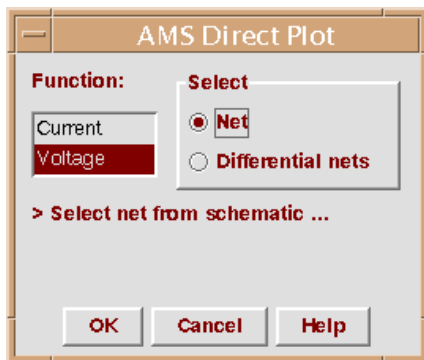 AMS Direct Plot
Function:
Select
Current
Voltage
Net
Differential nets
> Select net from schematic ...
OK
Cancel
Help